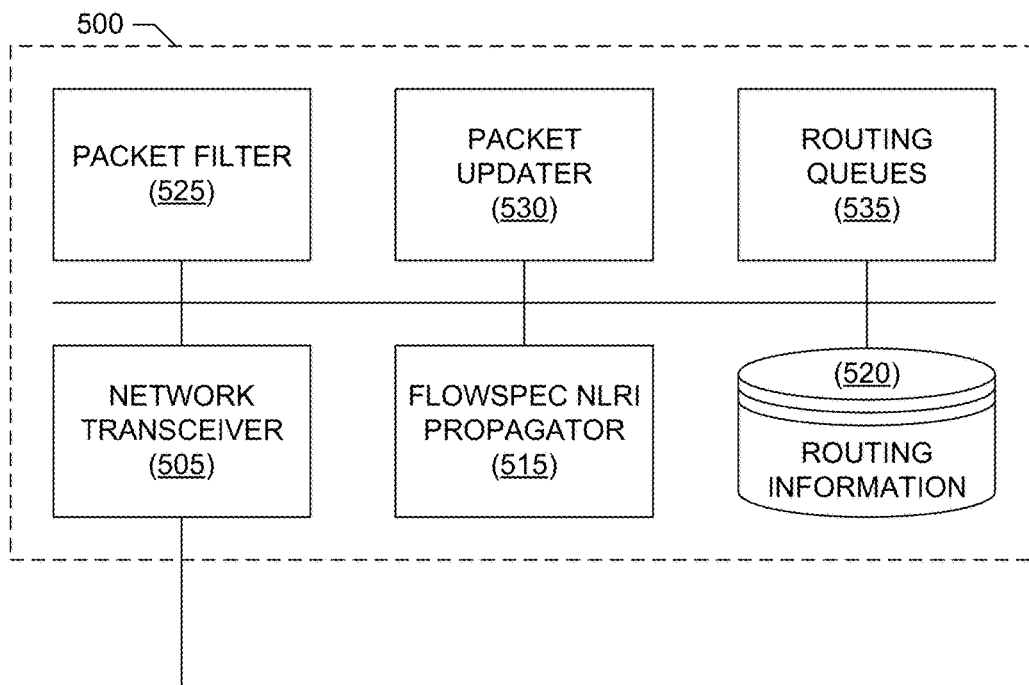 500
PACKET FILTER
(525)
PACKET
UPDATER
(530)
ROUTING
QUEUES
(535)
NETWORK
TRANSCEIVER
(505)
FLOWSPEC NLRI
PROPAGATOR
(515)
(520)
ROUTING
INFORMATION